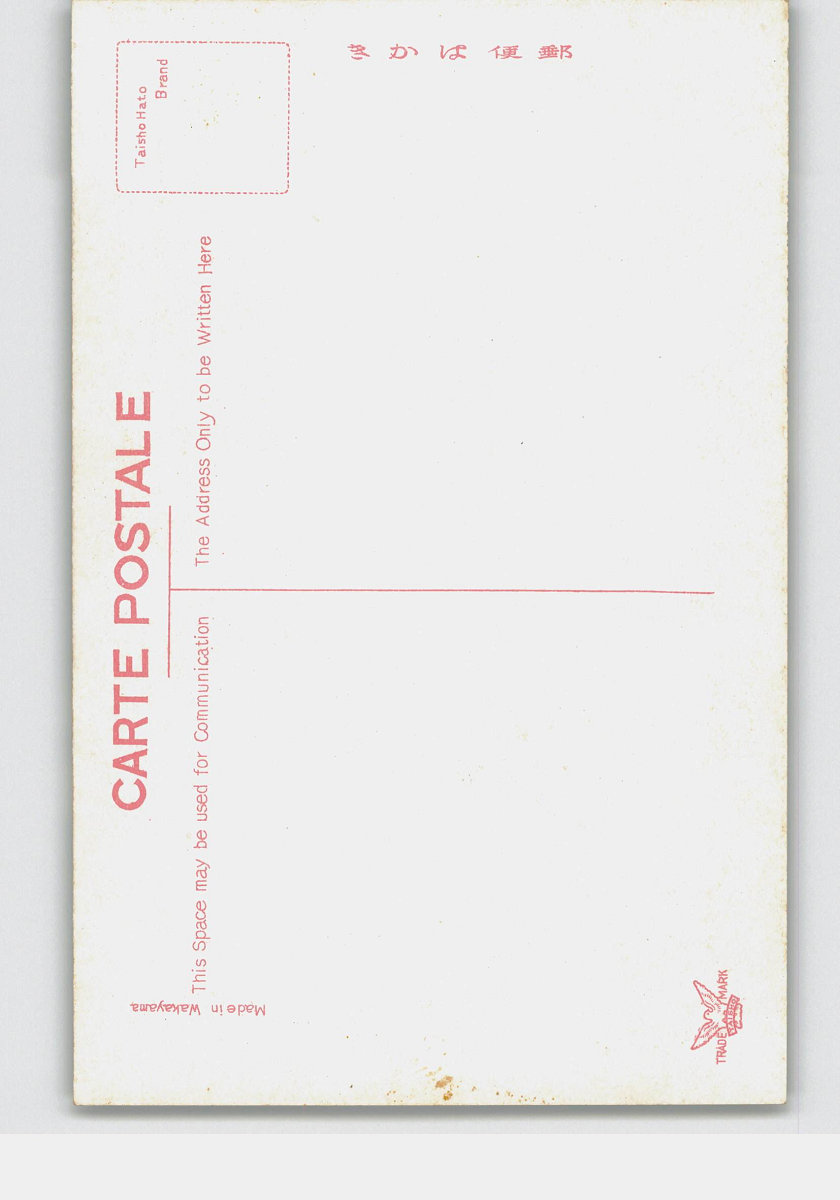 郵便はかき
Taisho Hato
Brand
CARTE POSTALE
The Address Only to be Written Here
This Space may be used for Communication
Made in Wakayama
TRADE MARK